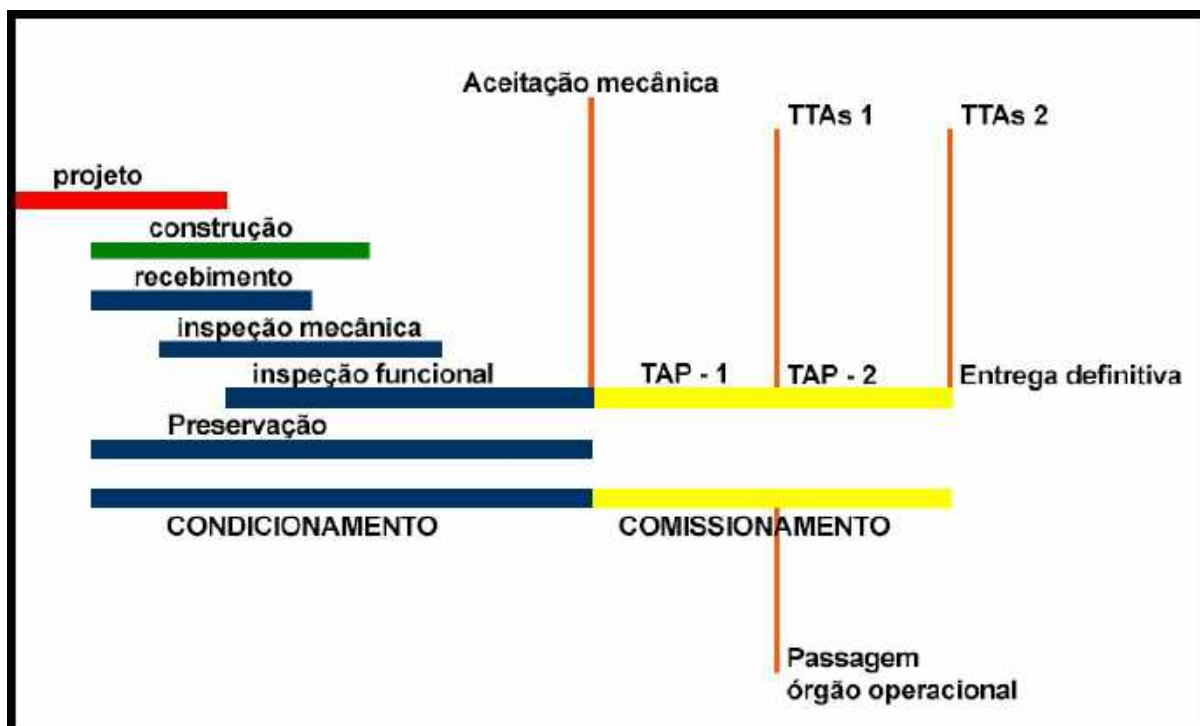 Aceitação mecânica
TTAs 1
TTAs 2
projeto
construção
recebimento
inspeção mecânica
inspeção funcional
TAP - 1
TAP - 2
Entrega definitiva
Preservação
CONDICIONAMENTO
COMISSIONAMENTO
Passagem
órgão operacional